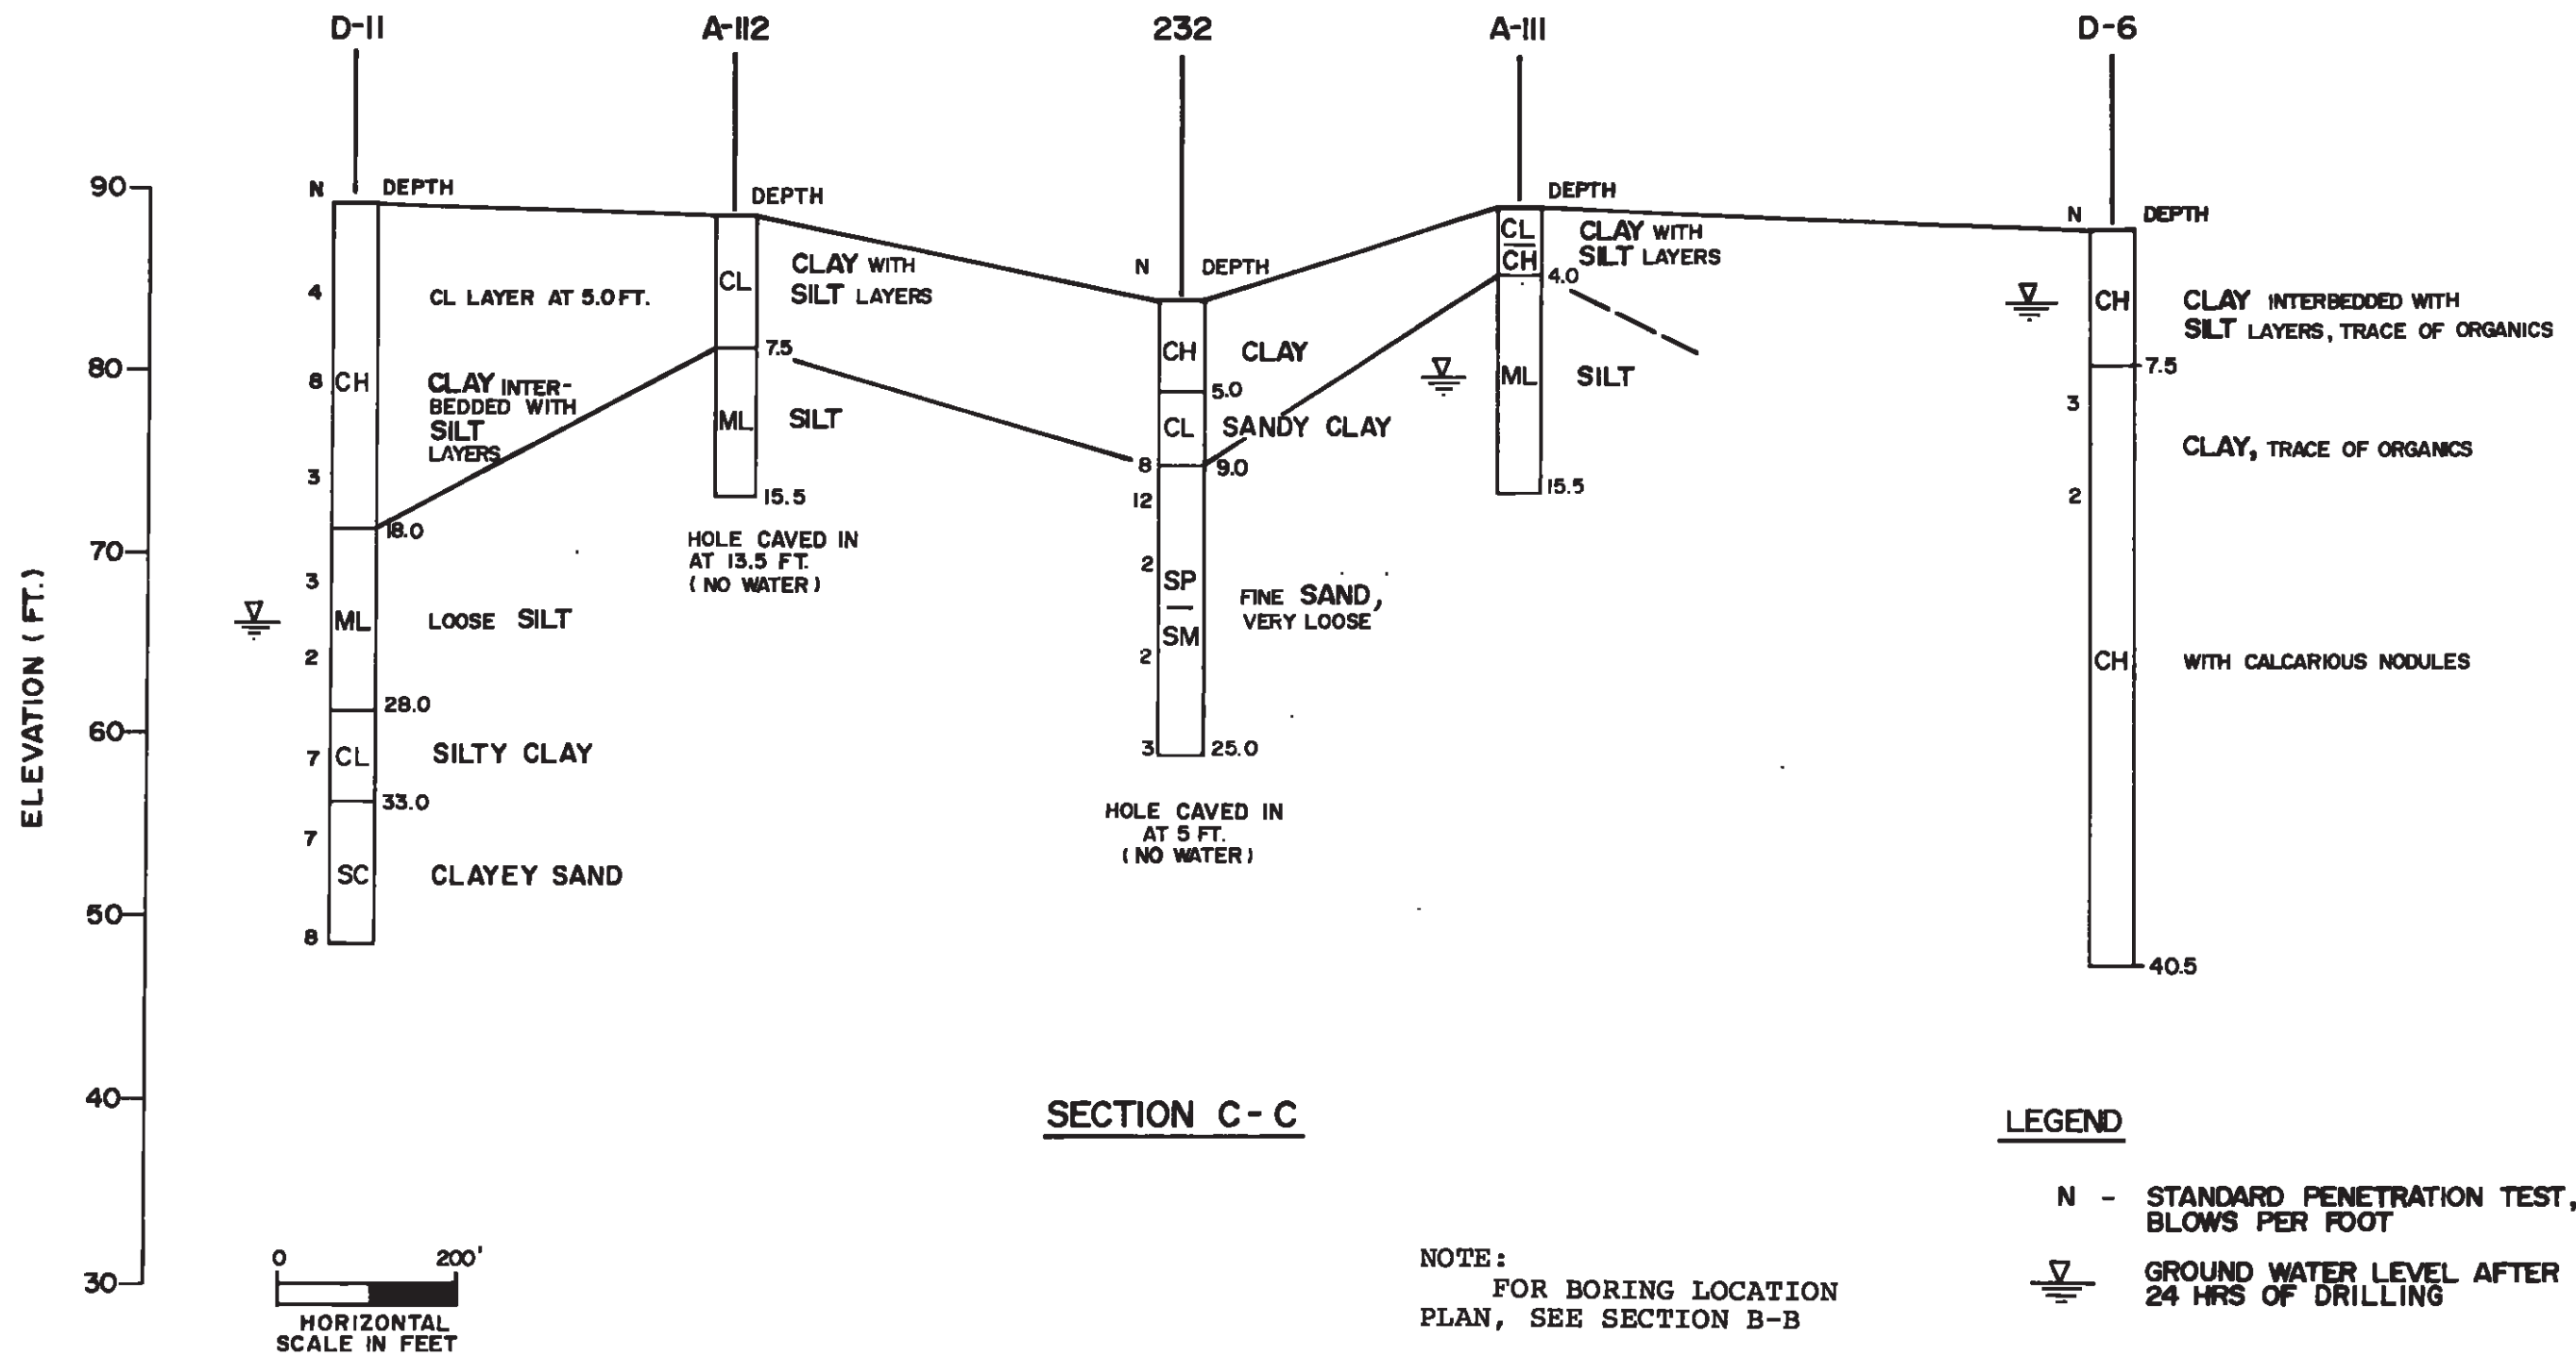 D-11
A-112
232
A-111
D-6
ELEVATION (FT.)
90
80
70
60
50
40
30
N DEPTH
4
8
3
3
2
7
7
8
CH
ML
CL
SC
18.0
28.0
33.0
CL LAYER AT 5.0 FT.
CLAY INTER-
BEDDED WITH
SILT
LAYERS
LOOSE SILT
SILTY CLAY
CLAYEY SAND
DEPTH
CL
ML
7.5
15.5
CLAY WITH
SILT LAYERS
SILT
HOLE CAVED IN
AT 13.5 FT.
(NO WATER)
N DEPTH
8
12
2
2
3
CH
CL
SP
SM
5.0
9.0
25.0
CLAY
SANDY CLAY
FINE SAND,
VERY LOOSE
HOLE CAVED IN
AT 5 FT.
(NO WATER)
DEPTH
CL
CH
ML
4.0
15.5
CLAY WITH
SILT LAYERS
SILT
N DEPTH
3
2
CH
CH
7.5
40.5
CLAY INTERBEDDED WITH
SILT LAYERS, TRACE OF ORGANICS
CLAY, TRACE OF ORGANICS
WITH CALCARIOUS NODULES
SECTION C-C
LEGEND
N - STANDARD PENETRATION TEST,
BLOWS PER FOOT
GROUND WATER LEVEL AFTER
24 HRS OF DRILLING
0 200'
HORIZONTAL
SCALE IN FEET
NOTE:
FOR BORING LOCATION
PLAN, SEE SECTION B-B